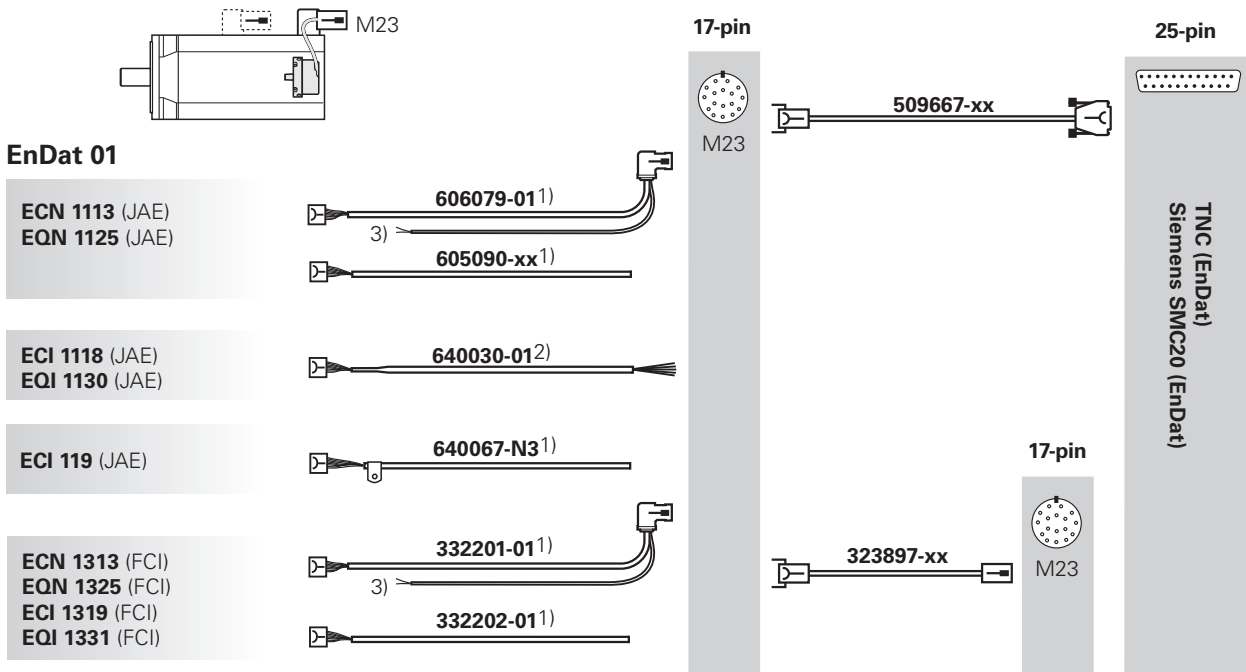 M23
17-pin
25-pin
M23
509667-xx
EnDat 01
ECN 1113 (JAE)
EQN 1125 (JAE)
606079-01 1)
3)
605090-xx 1)
TNC (EnDat)
Siemens SMC20 (EnDat)
ECI 1118 (JAE)
EQI 1130 (JAE)
640030-01 2)
ECI 119 (JAE)
640067-N3 1)
17-pin
M23
ECN 1313 (FCI)
EQN 1325 (FCI)
ECI 1319 (FCI)
EQI 1331 (FCI)
332201-01 1)
3)
332202-01 1)
323897-xx